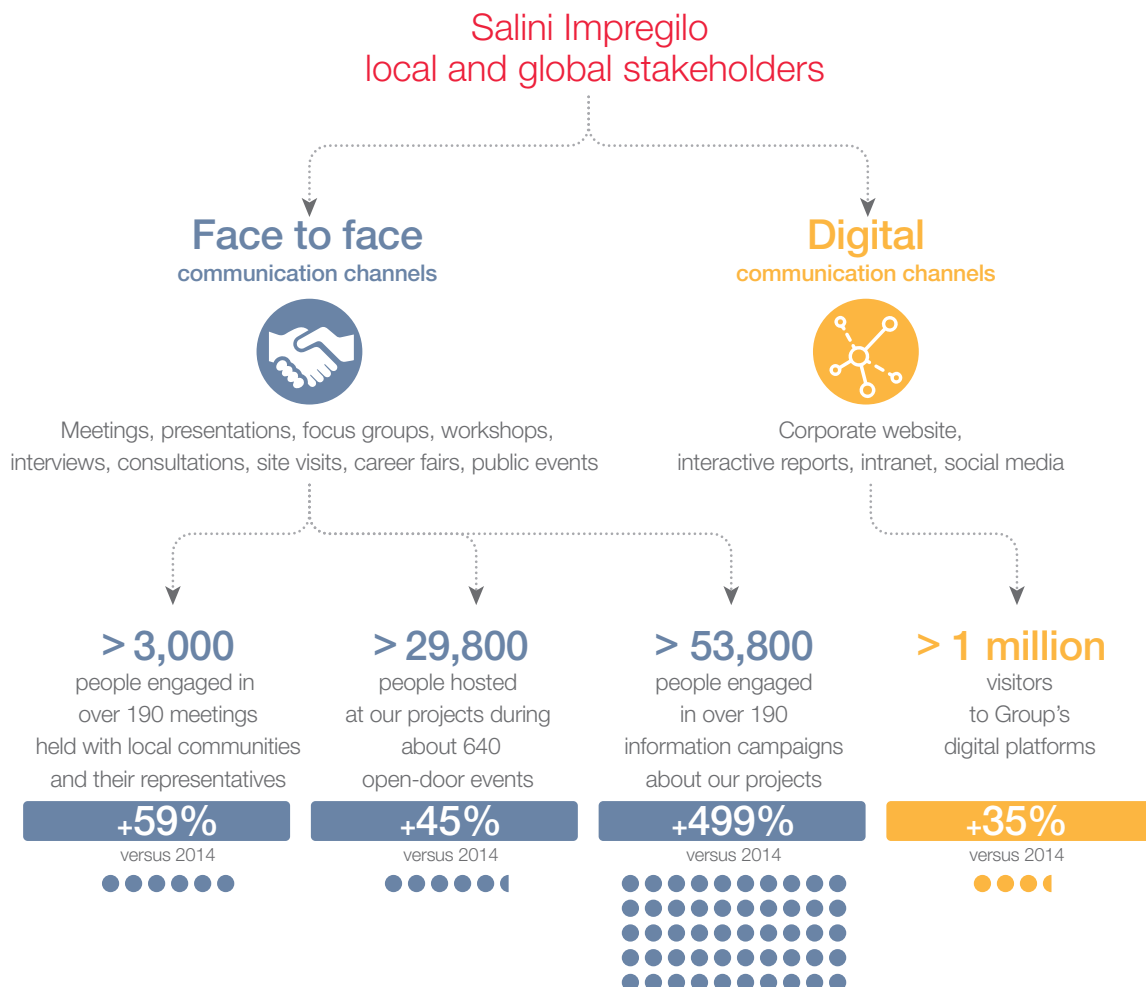 Salini Impregilo
local and global stakeholders
Face to face
communication channels
Meetings, presentations, focus groups, workshops,
interviews, consultations, site visits, career fairs, public events
Digital
communication channels
Corporate website,
interactive reports, intranet, social media
> 3,000
people engaged in
over 190 meetings
held with local communities
and their representatives
+59%
versus 2014
> 29,800
people hosted
at our projects during
about 640
open-door events
+45%
versus 2014
> 53,800
people engaged
in over 190
information campaigns
about our projects
+499%
versus 2014
> 1 million
visitors
to Group’s
digital platforms
+35%
versus 2014